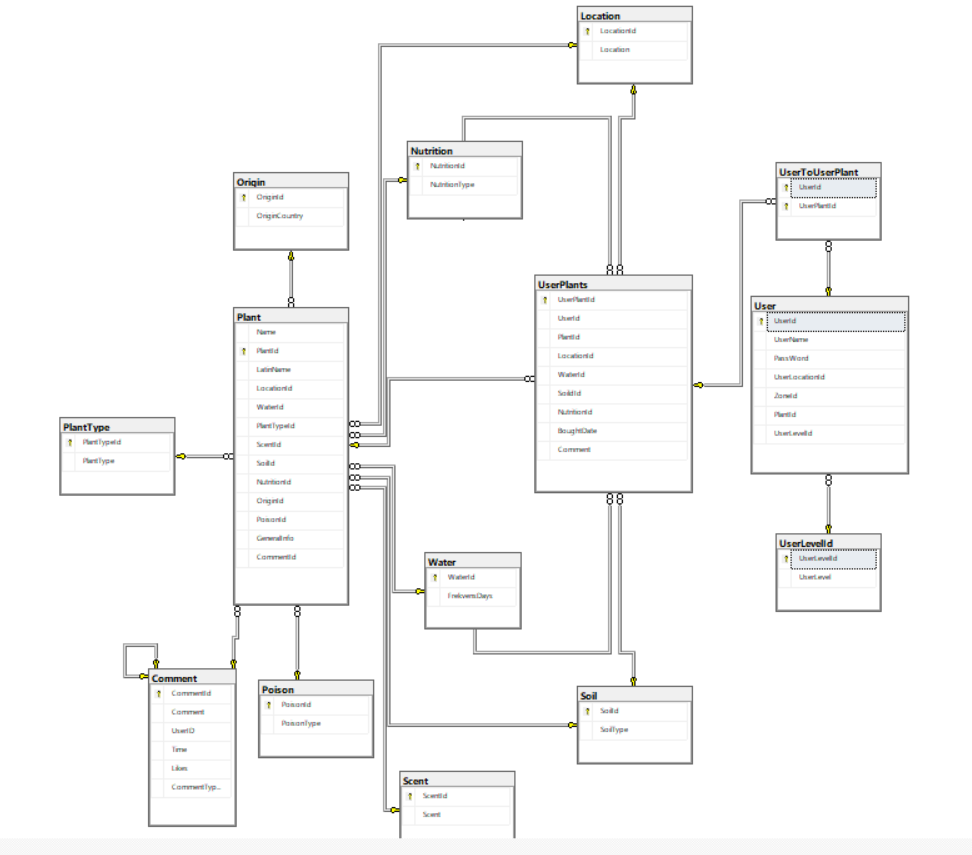 Location
LocationId
Location
Nutrition
NutritionId
NutritionType
Origin
OriginId
OriginCountry
UserToUserPlant
UserId
UserPlantId
UserPlants
UserPlantId
UserId
PlantId
LocationId
WaterId
SoildId
NutritionId
BoughtDate
Comment
User
UserId
UserName
PassWord
UserLocationId
ZoneId
PlantId
UserLevelId
Plant
Name
PlantId
LatinName
LocationId
WaterId
PlantTypeId
ScentId
SoilId
NutritionId
OriginId
PoisonId
GeneralInfo
CommentId
PlantType
PlantTypeId
PlantType
UserLevelId
UserLevelId
UserLevel
Water
WaterId
FrekvensDays
Comment
CommentId
Comment
UserID
Time
Likes
CommentTyp...
Poison
PoisonId
PoisonType
Soil
SoilId
SoilType
Scent
ScentId
Scent